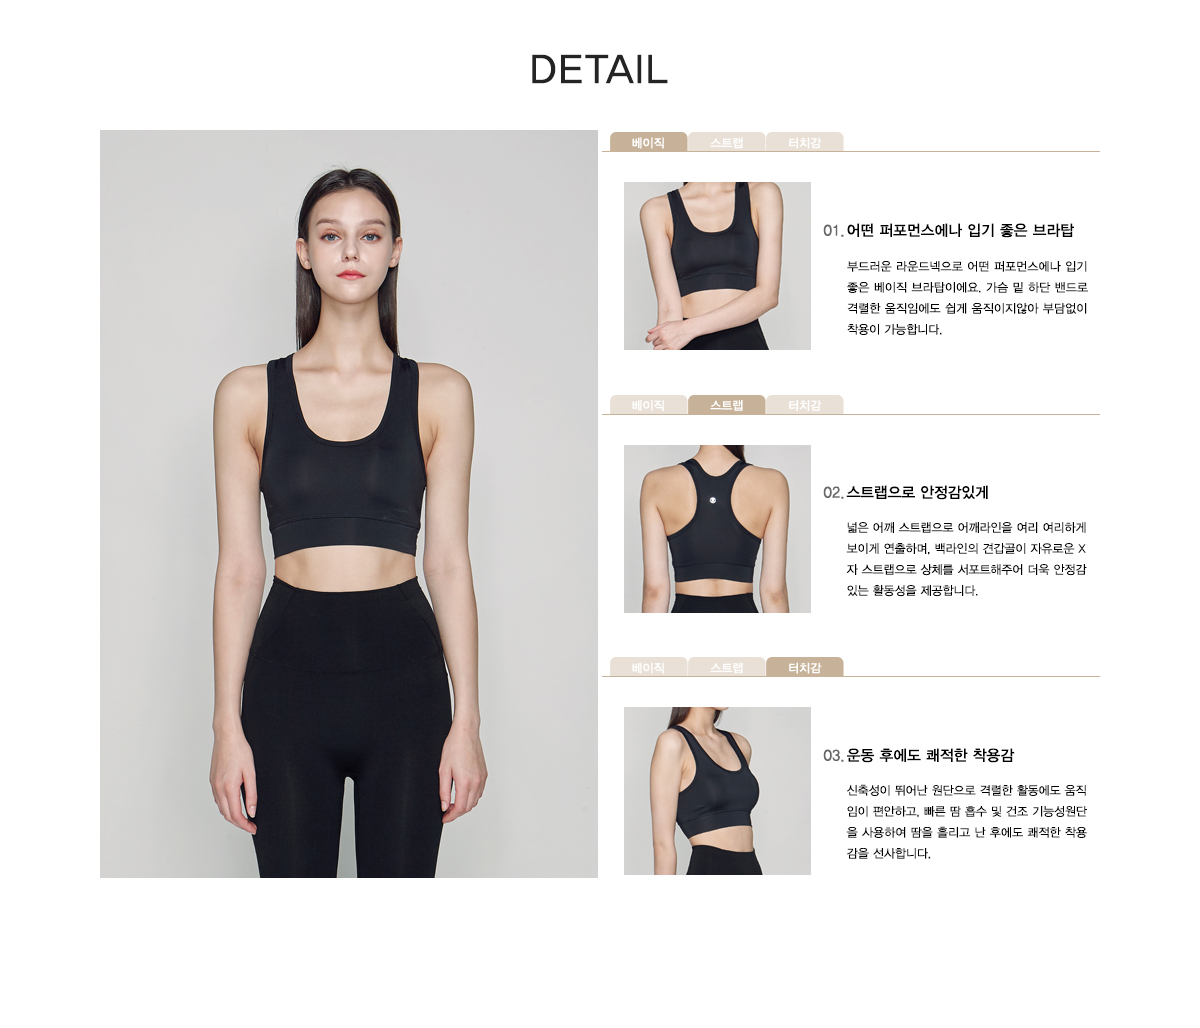 DETAIL
베이직 스트랩 터치감
01. 어떤 퍼포먼스에나 입기 좋은 브라탑
부드러운 라운드넥으로 어떤 퍼포먼스에나 입기
좋은 베이직 브라탑이에요. 가슴 밑 하단 밴드로
격렬한 움직임에도 쉽게 움직이지않아 부담없이
착용이 가능합니다.
베이직 스트랩 터치감
02. 스트랩으로 안정감있게
넓은 어깨 스트랩으로 어깨라인을 여리 여리하게
보이게 연출하며, 백라인의 견갑골이 자유로운 X
자 스트랩으로 상체를 서포트해주어 더욱 안정감
있는 활동성을 제공합니다.
베이직 스트랩 터치감
03. 운동 후에도 쾌적한 착용감
신축성이 뛰어난 원단으로 격렬한 활동에도 움직
임이 편안하고, 빠른 땀 흡수 및 건조 기능성원단
을 사용하여 땀을 흘리고 난 후에도 쾌적한 착용
감을 선사합니다.